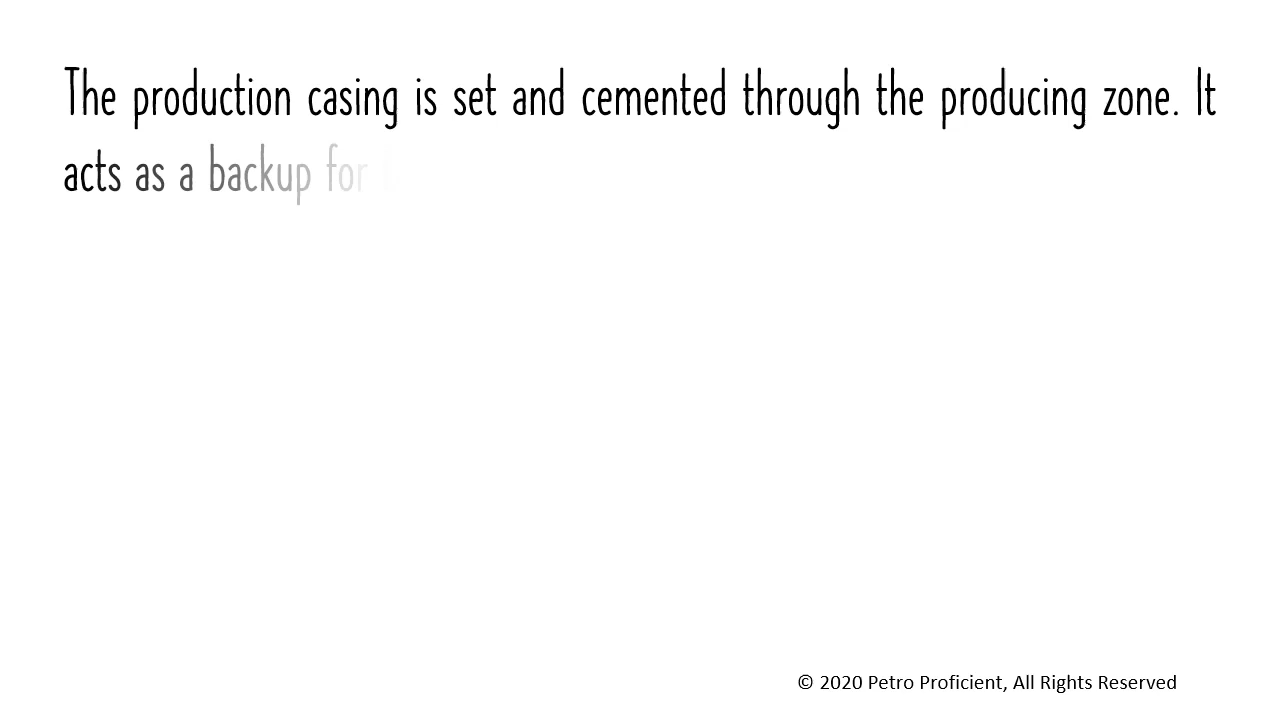 The production casing is set and cemented through the producing zone. It
acts as a backup for
© 2020 Petro Proficient, All Rights Reserved